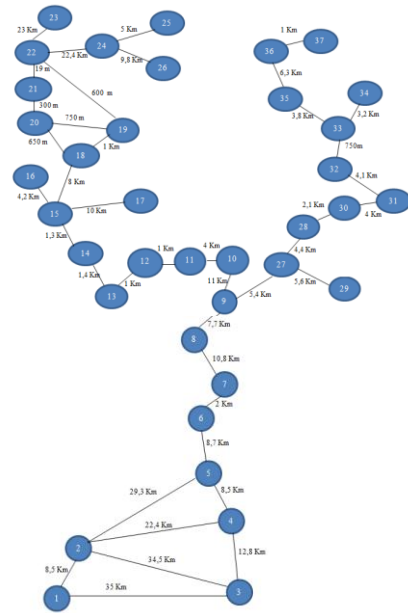 23
25
5 Km
23 Km
24
1 Km
37
22
22,4 Km
36
9,8 Km
26
19 m
6,3 Km
21
600 m
35
34
300 m
3,8 Km
3,2 Km
20
750 m
19
33
650 m
1 Km
750m
18
16
32
8 Km
4,2 Km
17
4,1 Km
15
10 Km
2,1 Km
30
31
4 Km
1,3 Km
28
14
1 Km
4 Km
4,4 Km
12
11
10
27
1,4 Km
1 Km
11 Km
5,6 Km
29
13
9
5,4 Km
7,7 Km
8
10,8 Km
7
2 Km
6
8,7 Km
5
29,3 Km
8,5 Km
22,4 Km
4
2
34,5 Km
12,8 Km
8,5 Km
1
35 Km
3